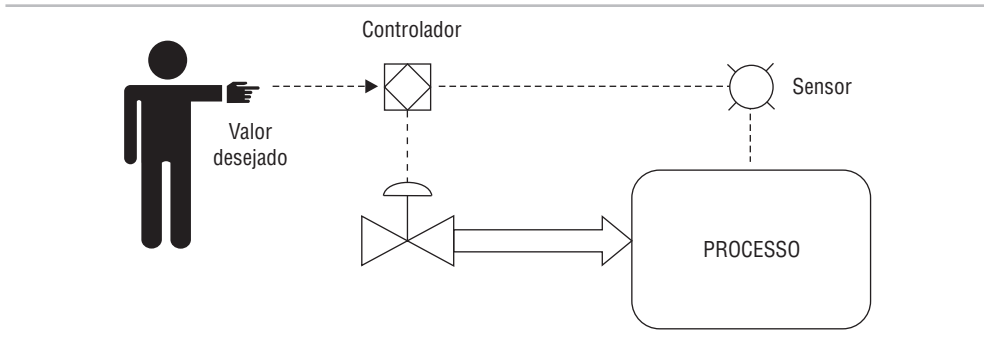 Controlador
Sensor
Valor
desejado
PROCESSO